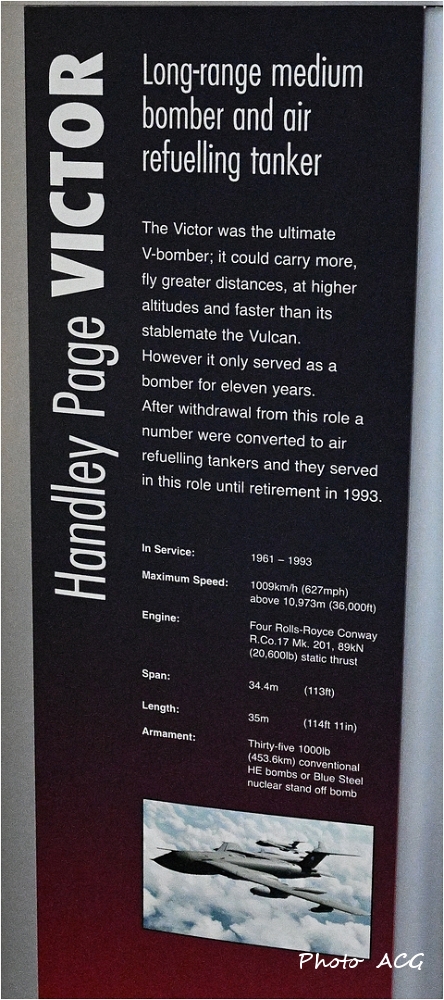 Handley Page VICTOR
Long-range medium
bomber and air
refuelling tanker
The Victor was the ultimate
V-bomber; it could carry more,
fly greater distances, at higher
altitudes and faster than its
stablemate the Vulcan.
However it only served as a
bomber for eleven years.
After withdrawal from this role a
number were converted to air
refuelling tankers and they served
in this role until retirement in 1993.
In Service: 1961 – 1993
Maximum Speed: 1009km/h (627mph)
above 10,973m (36,000ft)
Engine: Four Rolls-Royce Conway
R.Co.17 Mk. 201, 89kN
(20,600lb) static thrust
Span: 34.4m (113ft)
Length: 35m (114ft 11in)
Armament: Thirty-five 1000lb
(453.6km) conventional
HE bombs or Blue Steel
nuclear stand off bomb
Photo ACG